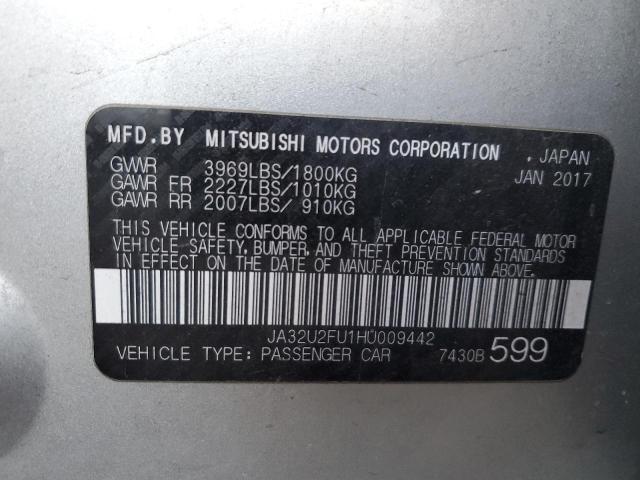 MFD.BY MITSUBISHI MOTORS CORPORATION . JAPAN
GVWR 3969LBS/1800KG JAN 2017
GAWR FR 2227LBS/1010KG
GAWR RR 2007LBS/ 910KG
THIS VEHICLE CONFORMS TO ALL APPLICABLE FEDERAL MOTOR
VEHICLE SAFETY, BUMPER, AND THEFT PREVENTION STANDARDS
IN EFFECT ON THE DATE OF MANUFACTURE SHOWN ABOVE.
JA32U2FU1HU009442
VEHICLE TYPE: PASSENGER CAR 7430B 599